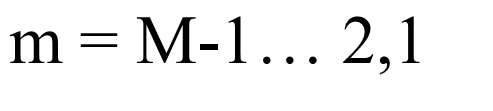 m = M-1… 2,1